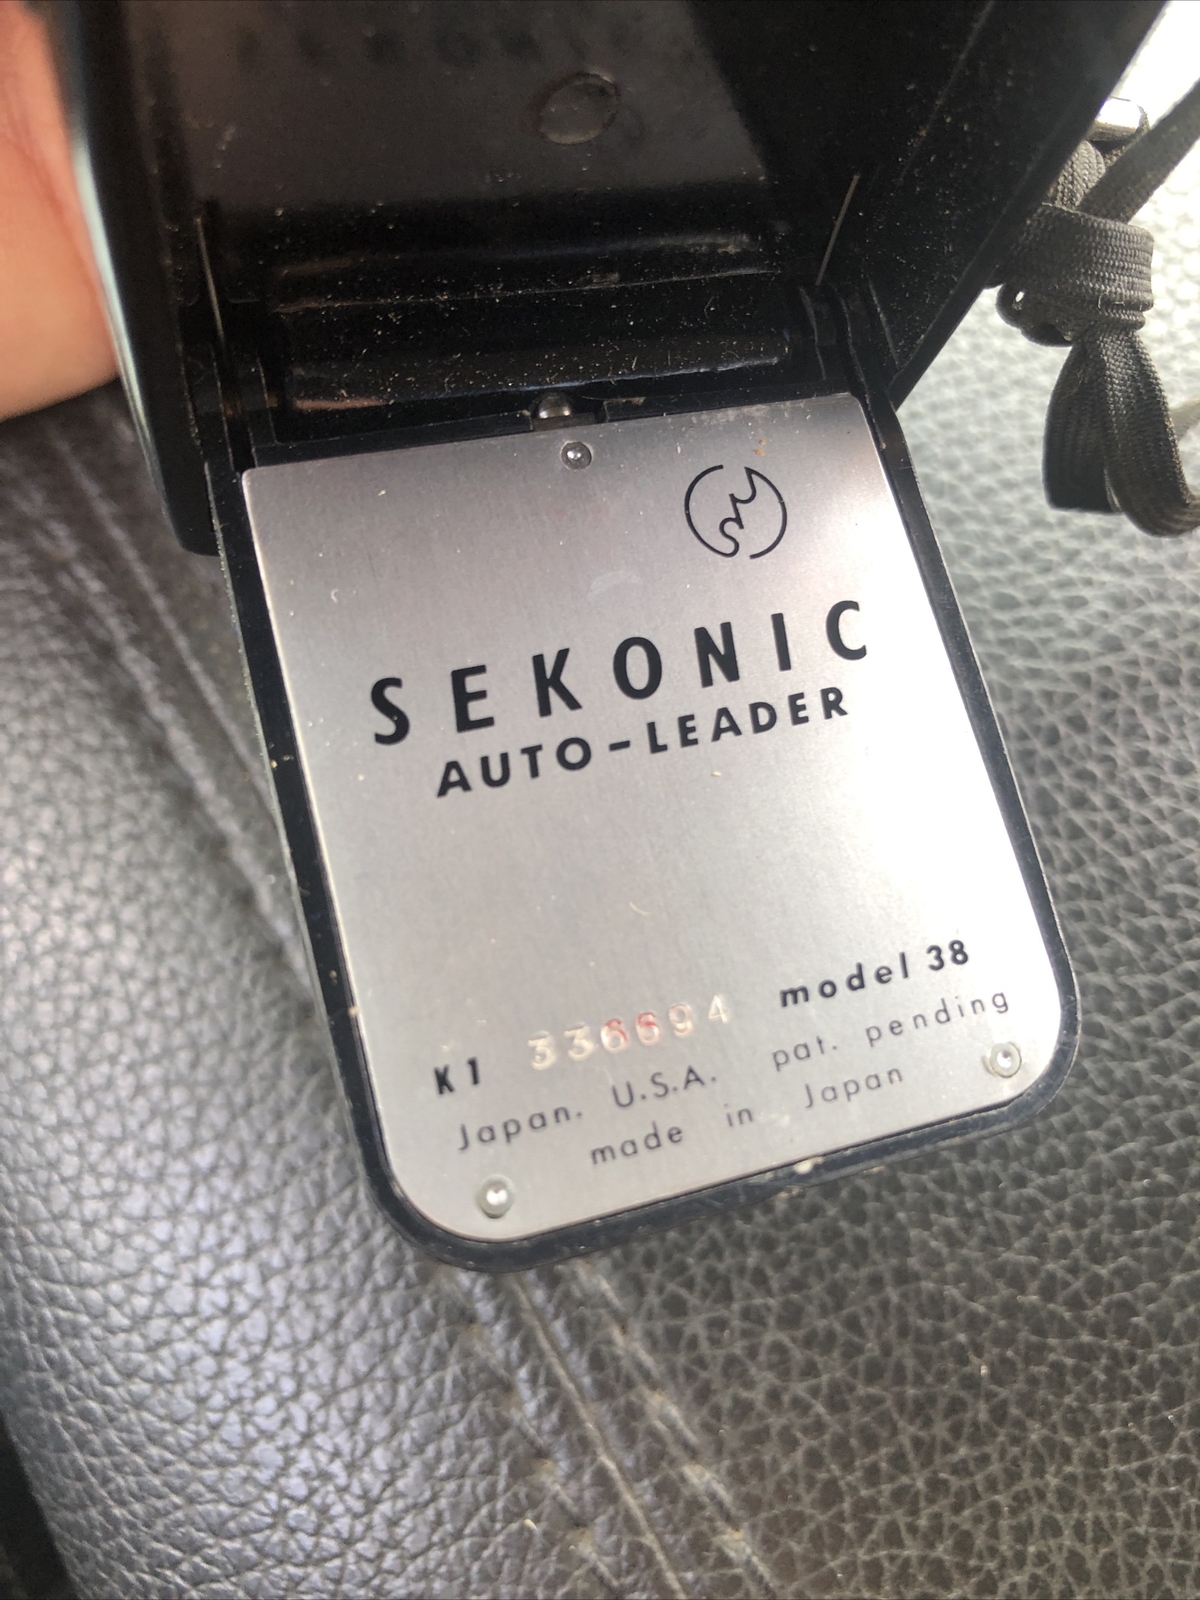 SEKONIC
AUTO-LEADER
model 38
K1 336694
Japan. U.S.A. pat. pending
made in Japan